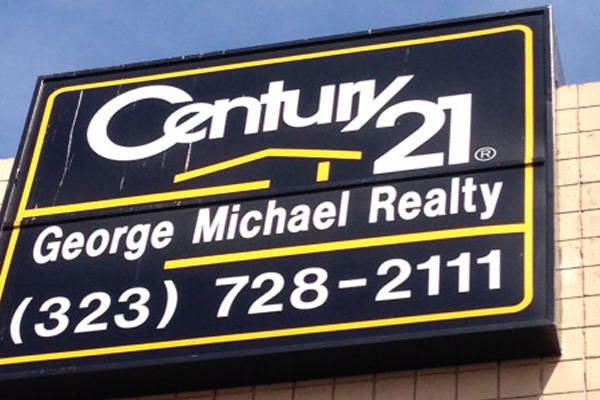 Century 21®
George Michael Realty
(323) 728-2111